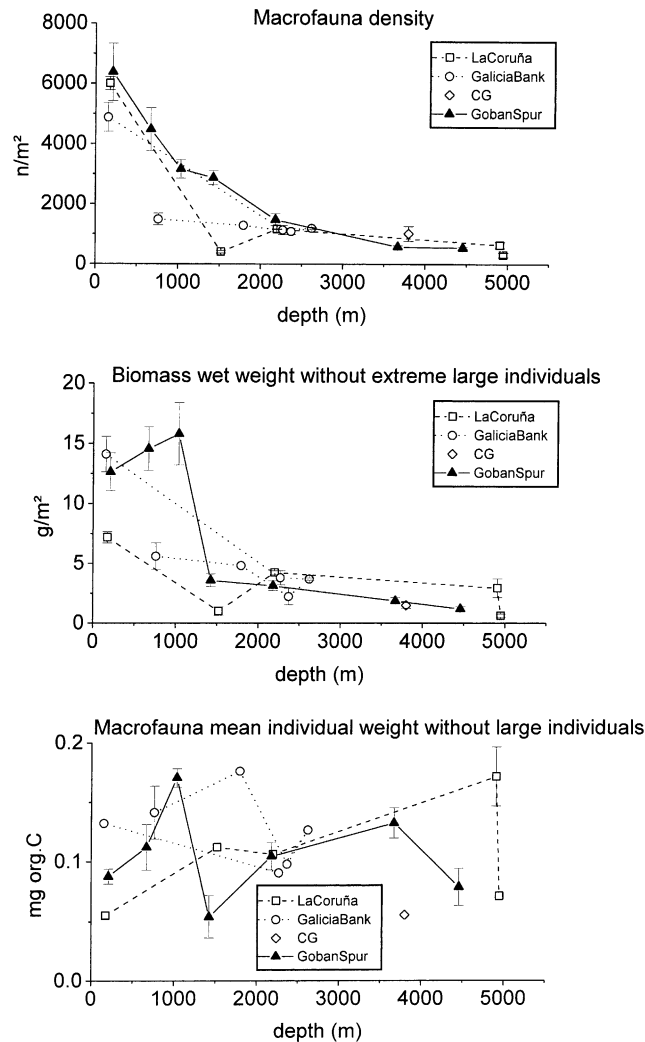 Macrofauna density
8000
6000
4000
2000
0
n/m²
LaCoruña
GaliciaBank
CG
GobanSpur
0 1000 2000 3000 4000 5000
depth (m)
Biomass wet weight without extreme large individuals
20
15
10
5
0
g/m²
LaCoruña
GaliciaBank
CG
GobanSpur
0 1000 2000 3000 4000 5000
depth (m)
Macrofauna mean individual weight without large individuals
0.2
0.1
0.0
mg org.C
LaCoruña
GaliciaBank
CG
GobanSpur
0 1000 2000 3000 4000 5000
depth (m)